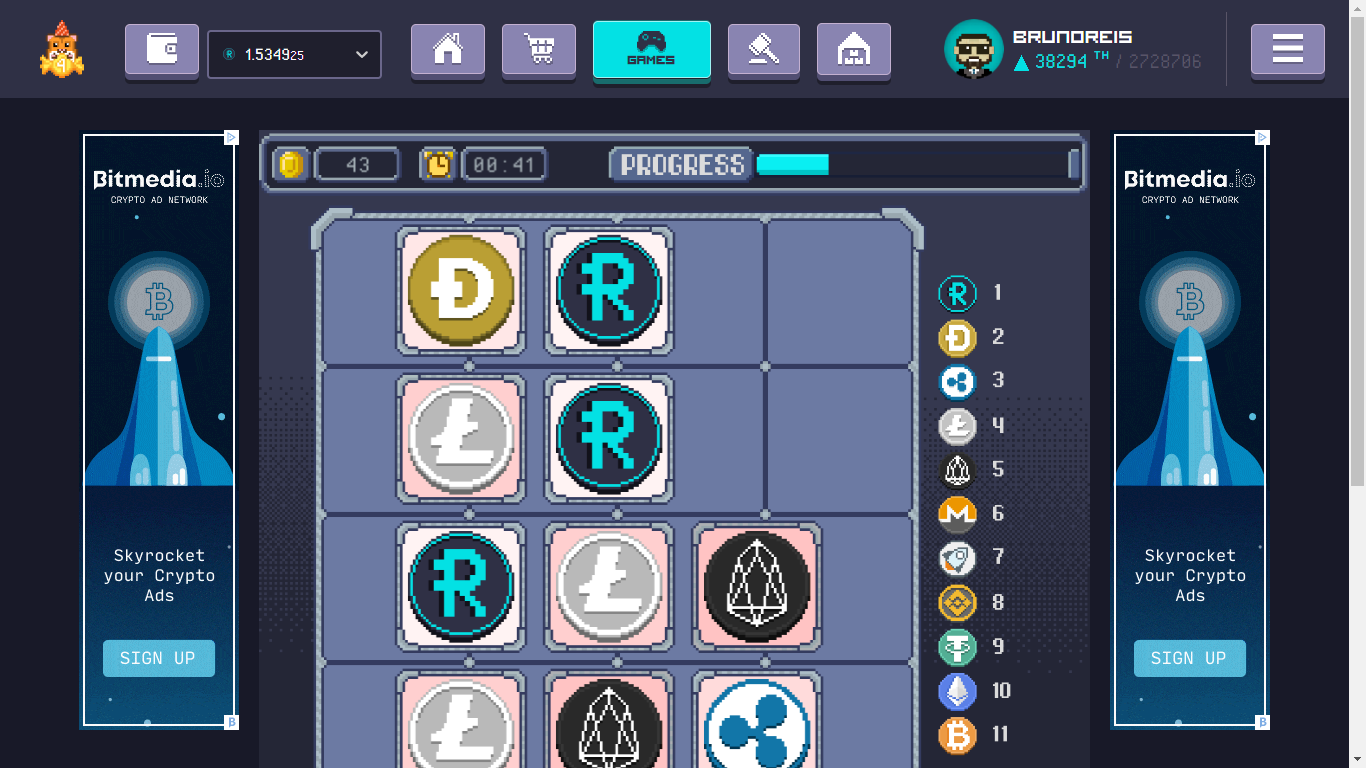 1.534925
GAMES
BRUNOREIS
38294 TH / 2728706
Bitmedia.io
CRYPTO AD NETWORK
Skyrocket
your Crypto
Ads
SIGN UP
43
00:41
PROGRESS
1
2
3
4
5
6
7
8
9
10
11
Bitmedia.io
CRYPTO AD NETWORK
Skyrocket
your Crypto
Ads
SIGN UP